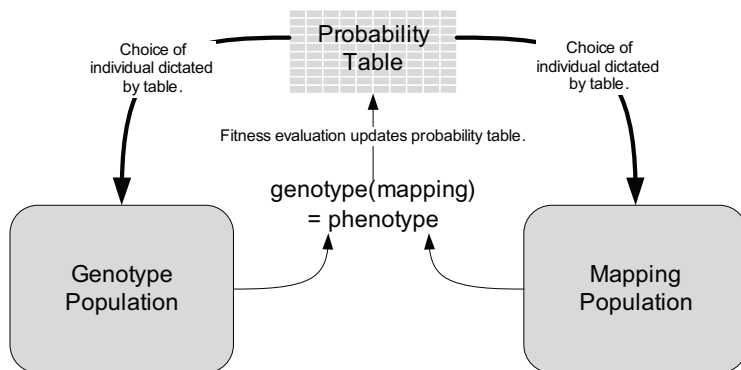 Probability
Table
Choice of
individual dictated
by table.
Choice of
individual dictated
by table.
Fitness evaluation updates probability table.
genotype(mapping)
= phenotype
Genotype
Population
Mapping
Population